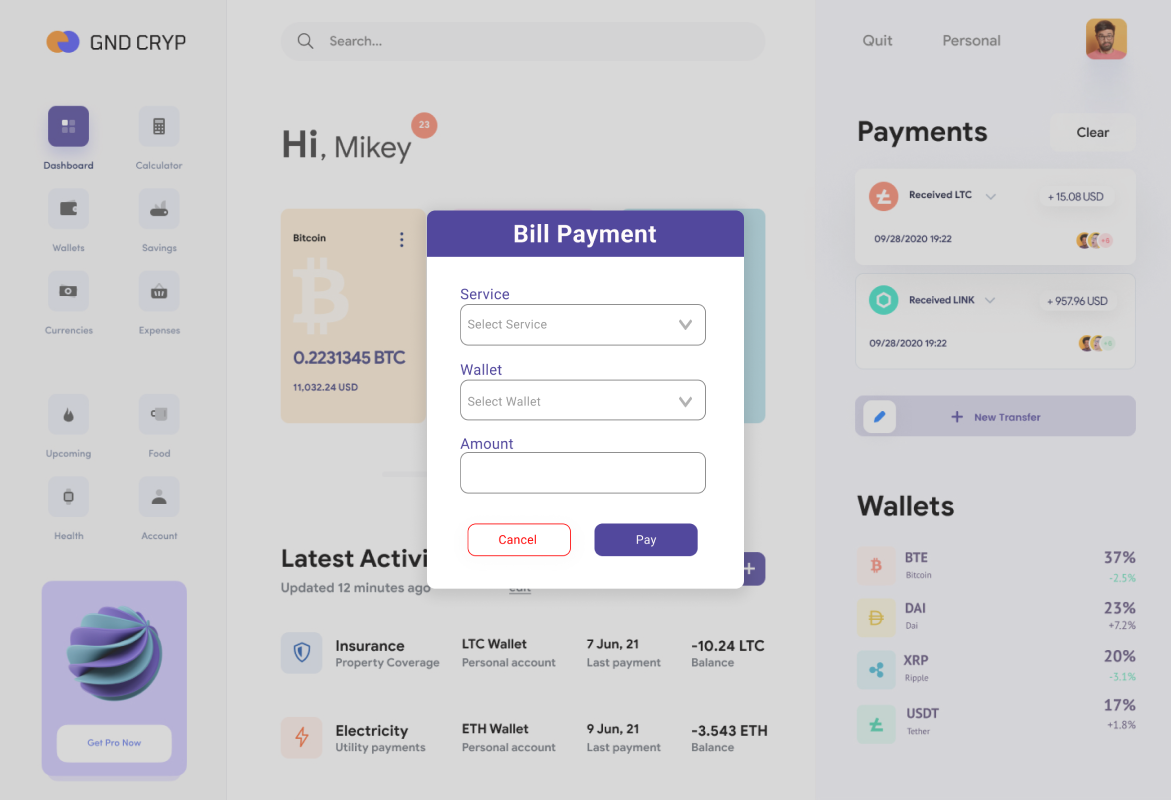 GND CRYP
Search...
Quit
Personal
Dashboard
Calculator
Wallets
Savings
Currencies
Expenses
Upcoming
Food
Health
Account
Get Pro Now
Hi, Mikey
23
Bitcoin
0.2231345 BTC
11,032.24 USD
Bill Payment
Service
Select Service
Wallet
Select Wallet
Amount
Cancel
Pay
Latest Activi
Updated 12 minutes ago
edit
+
Insurance
Property Coverage
LTC Wallet
Personal account
7 Jun, 21
Last payment
-10.24 LTC
Balance
Electricity
Utility payments
ETH Wallet
Personal account
9 Jun, 21
Last payment
-3.543 ETH
Balance
Payments
Clear
Received LTC
+ 15.08 USD
09/28/2020 19:22
+6
Received LINK
+ 957.96 USD
09/28/2020 19:22
+6
+ New Transfer
Wallets
BTE
Bitcoin
37%
-2.5%
DAI
Dai
23%
+7.2%
XRP
Ripple
20%
-3.1%
USDT
Tether
17%
+1.8%